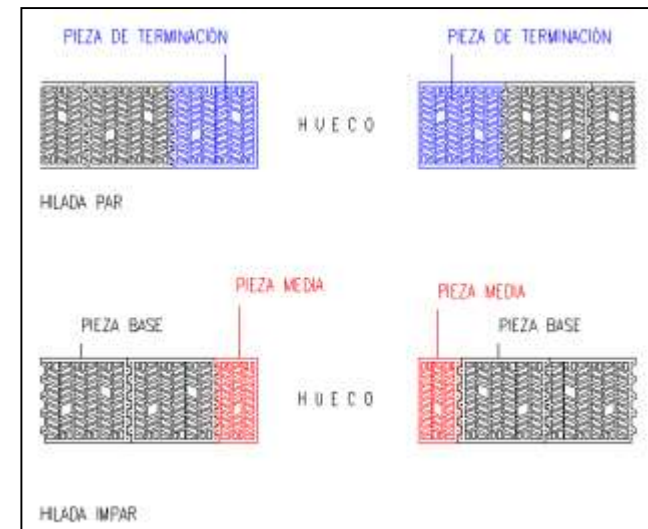 PIEZA DE TERMINACIÓN PIEZA DE TERMINACIÓN
HUECO
HILADA PAR
PIEZA MEDIA PIEZA MEDIA
PIEZA BASE PIEZA BASE
HUECO
HILADA IMPAR